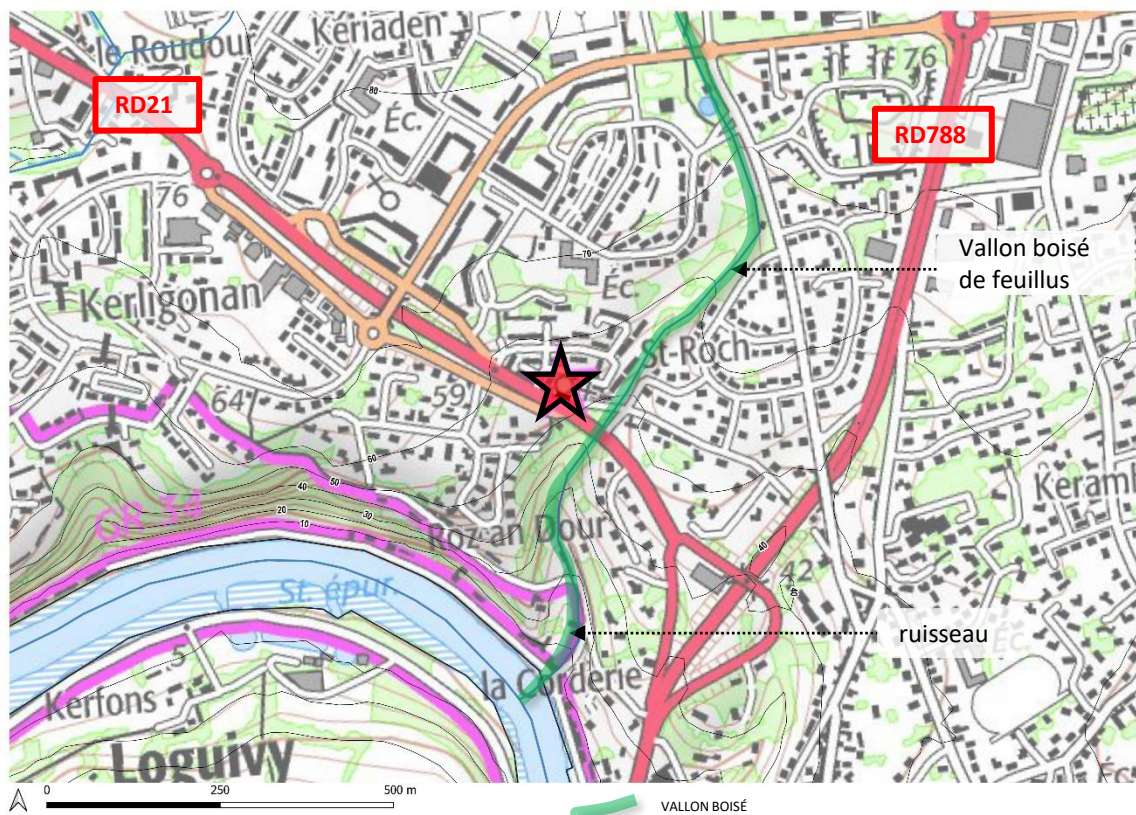 Keriaden
le Roudour
RD21
80
76
Éc.
RD788
76
Vallon boisé
de feuillus
70
Éc.
Kerligonan
St-Roch
64
59
60
50
40
30
20
10
GR 34
Roz an Dour
40
42
40
St. épur.
ruisseau
Éc.
5
la Corderie
Kerfons
Loguivy
0
250
500 m
VALLON BOISÉ